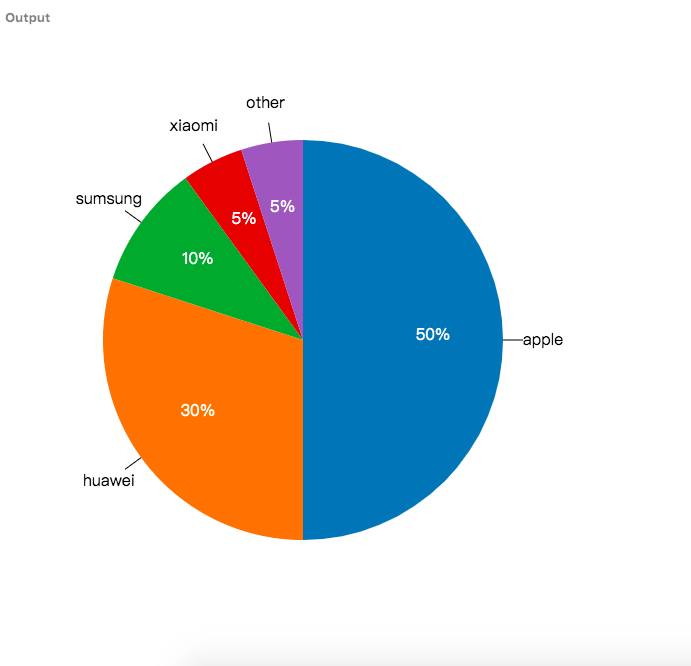 Output
other
xiaomi
sumsung
5%
5%
10%
50%
apple
30%
huawei